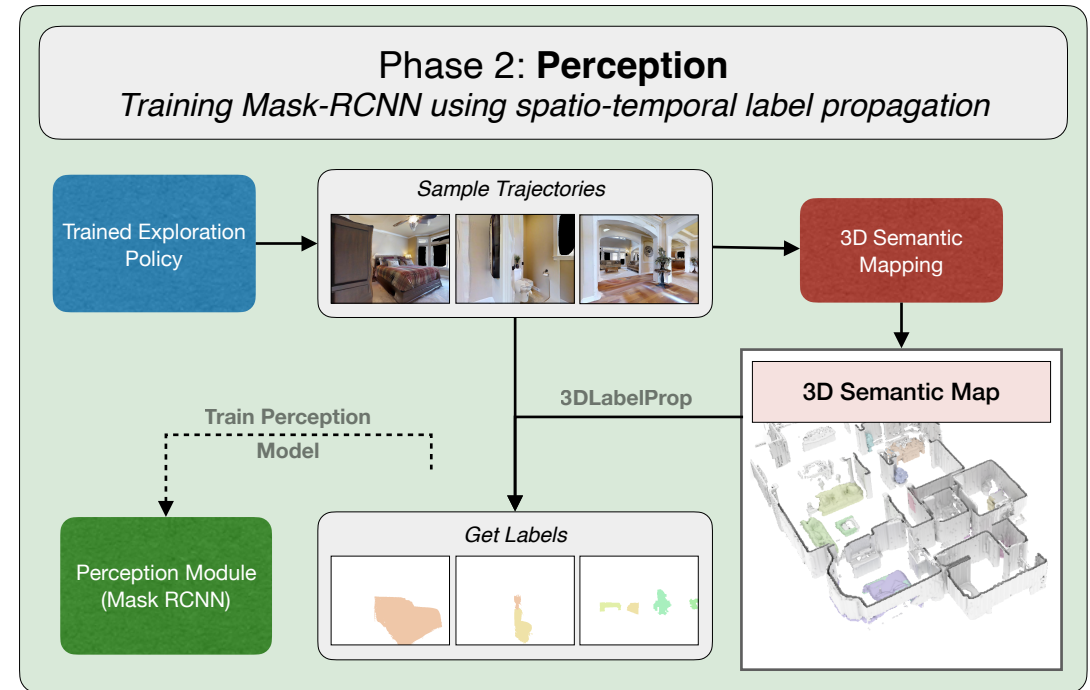 Phase 2: Perception
Training Mask-RCNN using spatio-temporal label propagation
Trained Exploration
Policy
Sample Trajectories
3D Semantic
Mapping
3D Semantic Map
3DLabelProp
Train Perception
Model
Perception Module
(Mask RCNN)
Get Labels